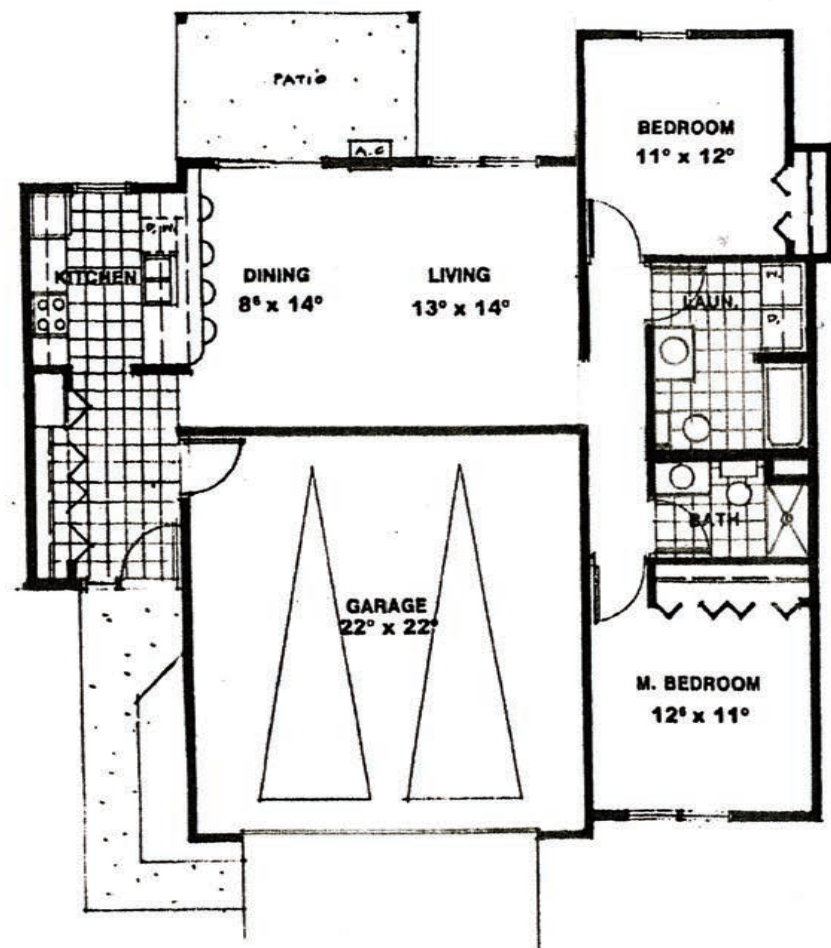 PATIO
A.C
BEDROOM
11° x 12°
D.W.
KITCHEN
DINING
8⁶ x 14°
LIVING
13° x 14°
W.
LAUN.
D.
BATH
GARAGE
22° x 22°
M. BEDROOM
12⁶ x 11°